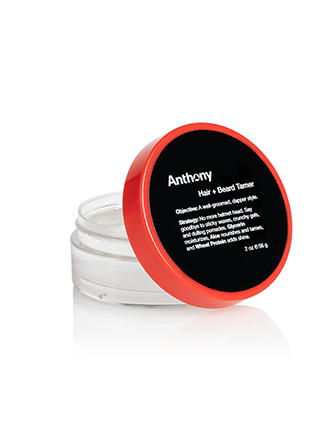 Anthony
Hair + Beard Tamer
Objective: A well-groomed, dapper style.
Strategy: No more helmet head. Say
goodbye to sticky waxes, crunchy gels,
and dulling pomades. Glycerin
moisturizes, Aloe nourishes and tames,
and Wheat Protein adds shine.
2 oz ℮ 56 g